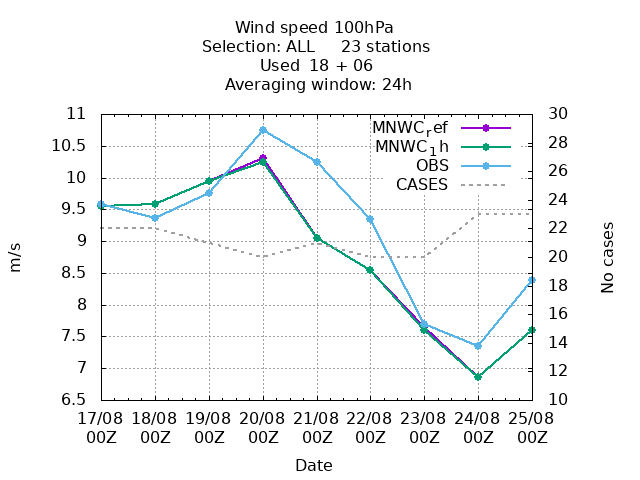 Wind speed 100hPa
Selection: ALL 23 stations
Used 18 + 06
Averaging window: 24h
11
10.5
10
9.5
9
8.5
8
7.5
7
6.5
m/s
30
28
26
24
22
20
18
16
14
12
10
No cases
MNWCref
MNWC1h
OBS
CASES
17/08 18/08 19/08 20/08 21/08 22/08 23/08 24/08 25/08
00Z 00Z 00Z 00Z 00Z 00Z 00Z 00Z 00Z
Date